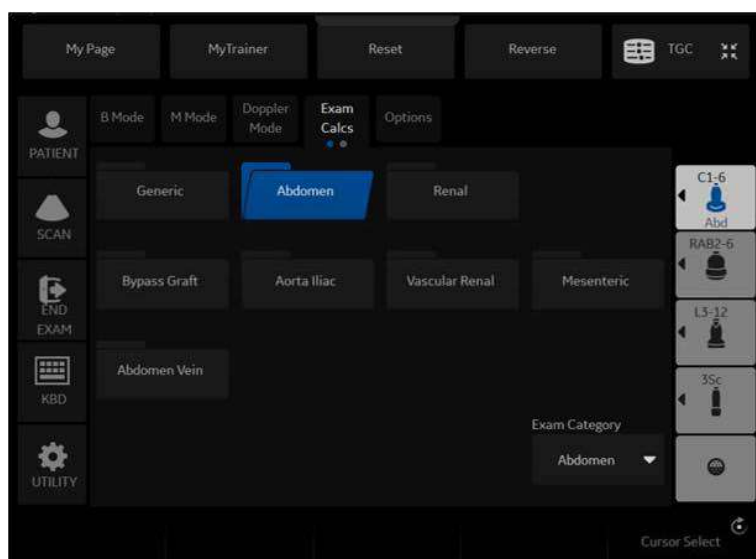 My Page
MyTrainer
Reset
Reverse
TGC
B Mode
M Mode
Doppler
Mode
Exam
Calcs
Options
PATIENT
SCAN
END
EXAM
KBD
UTILITY
Generic
Abdomen
Renal
Bypass Graft
Aorta Iliac
Vascular Renal
Mesenteric
Abdomen Vein
Exam Category
Abdomen
C1-6
Abd
RAB2-6
L3-12
3Sc
Cursor Select